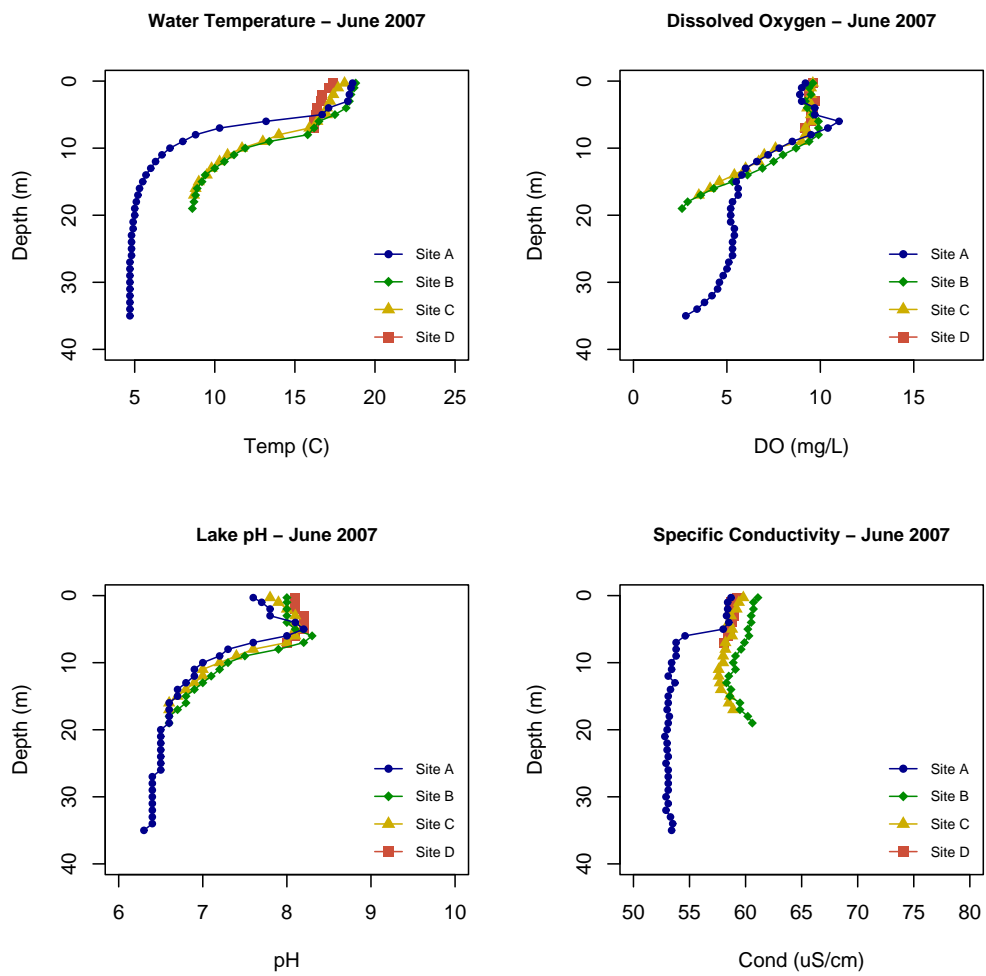 Water Temperature − June 2007
Depth (m)
0
10
20
30
40
5
10
15
20
25
Temp (C)
Site A
Site B
Site C
Site D
Dissolved Oxygen − June 2007
Depth (m)
0
10
20
30
40
0
5
10
15
DO (mg/L)
Site A
Site B
Site C
Site D
Lake pH − June 2007
Depth (m)
0
10
20
30
40
6
7
8
9
10
pH
Site A
Site B
Site C
Site D
Specific Conductivity − June 2007
Depth (m)
0
10
20
30
40
50
55
60
65
70
75
80
Cond (uS/cm)
Site A
Site B
Site C
Site D